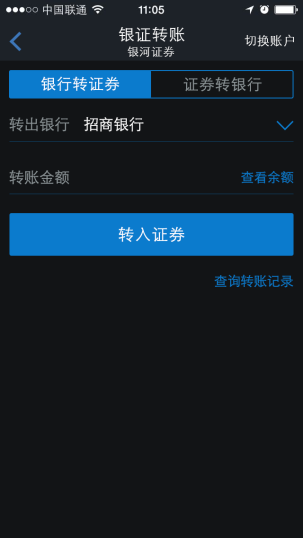 中国联通 11:05
银证转账
银河证券
切换账户
银行转证券 证券转银行
转出银行 招商银行
转账金额 查看余额
转入证券
查询转账记录